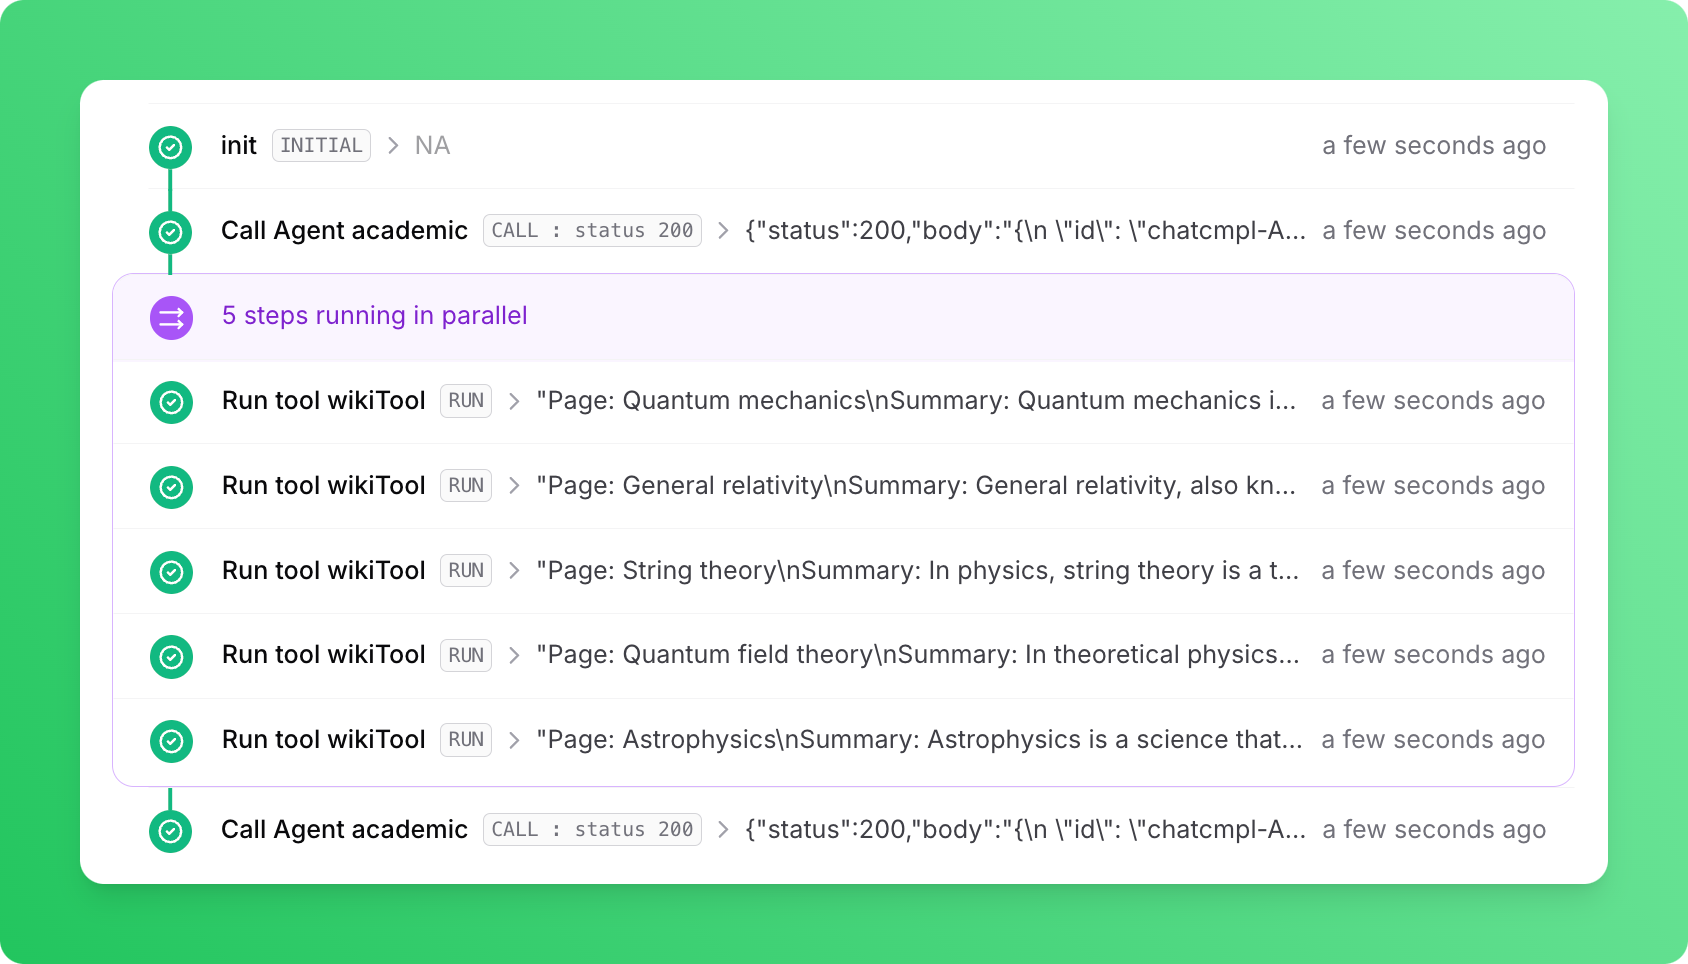 init INITIAL > NA a few seconds ago
Call Agent academic CALL : status 200 > {"status":200,"body":"{\n \"id\": \"chatcmpl-A... a few seconds ago
5 steps running in parallel
Run tool wikiTool RUN > "Page: Quantum mechanics\nSummary: Quantum mechanics i... a few seconds ago
Run tool wikiTool RUN > "Page: General relativity\nSummary: General relativity, also kn... a few seconds ago
Run tool wikiTool RUN > "Page: String theory\nSummary: In physics, string theory is a t... a few seconds ago
Run tool wikiTool RUN > "Page: Quantum field theory\nSummary: In theoretical physics... a few seconds ago
Run tool wikiTool RUN > "Page: Astrophysics\nSummary: Astrophysics is a science that... a few seconds ago
Call Agent academic CALL : status 200 > {"status":200,"body":"{\n \"id\": \"chatcmpl-A... a few seconds ago